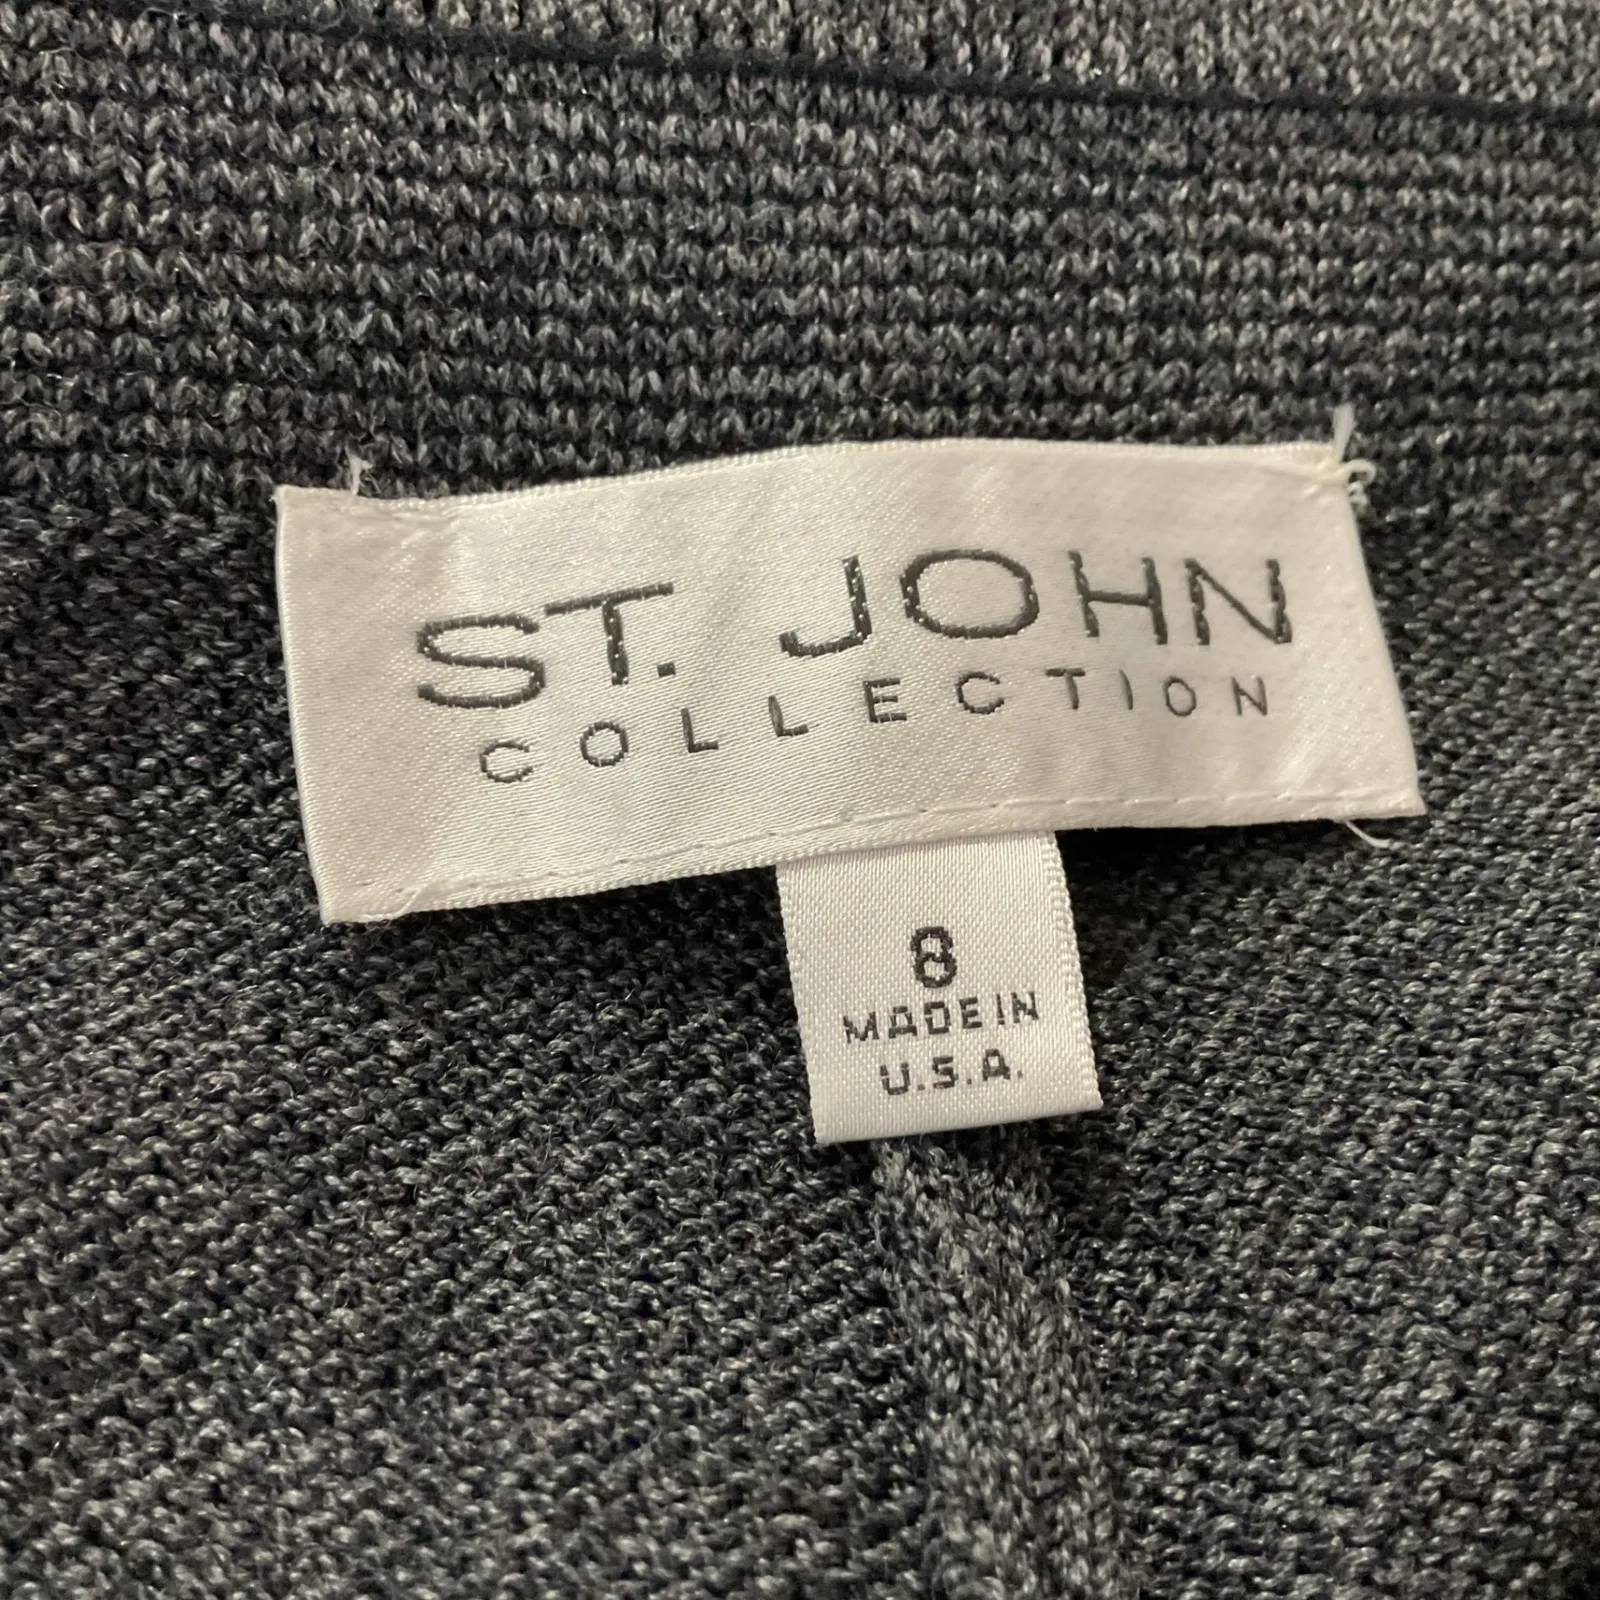 ST. JOHN
COLLECTION
8
MADE IN
U.S.A.